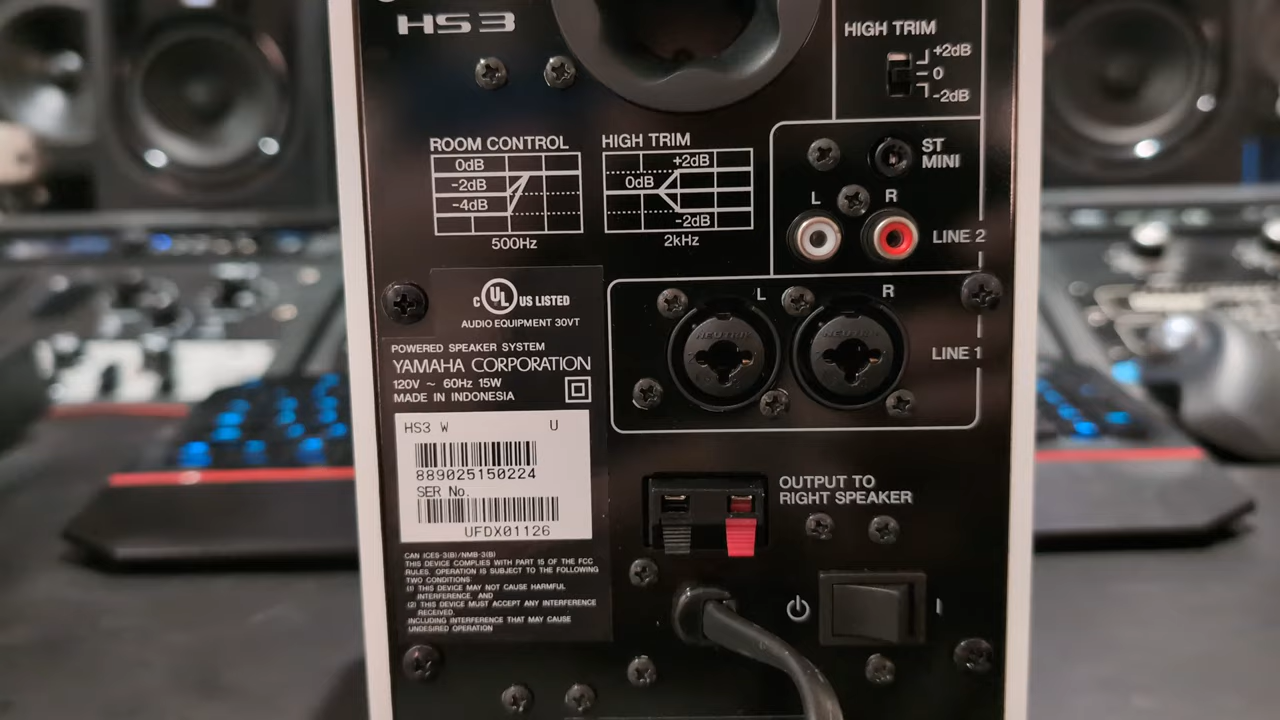 HS3
HIGH TRIM
+2dB
0
-2dB
ROOM CONTROL
0dB
-2dB
-4dB
500Hz
HIGH TRIM
+2dB
0dB
-2dB
2kHz
ST
MINI
L R
LINE 2
L R
NEUTRIK NEUTRIK
LINE 1
C UL US LISTED
AUDIO EQUIPMENT 30VT
POWERED SPEAKER SYSTEM
YAMAHA CORPORATION
120V ~ 60Hz 15W
MADE IN INDONESIA
HS3 W U
889025150224
SER No.
UFDX01126
CAN ICES-3(B)/NMB-3(B)
THIS DEVICE COMPLIES WITH PART 15 OF THE FCC
RULES. OPERATION IS SUBJECT TO THE FOLLOWING
TWO CONDITIONS:
(1) THIS DEVICE MAY NOT CAUSE HARMFUL
INTERFERENCE, AND
(2) THIS DEVICE MUST ACCEPT ANY INTERFERENCE
RECEIVED,
INCLUDING INTERFERENCE THAT MAY CAUSE
UNDESIRED OPERATION
OUTPUT TO
RIGHT SPEAKER
I